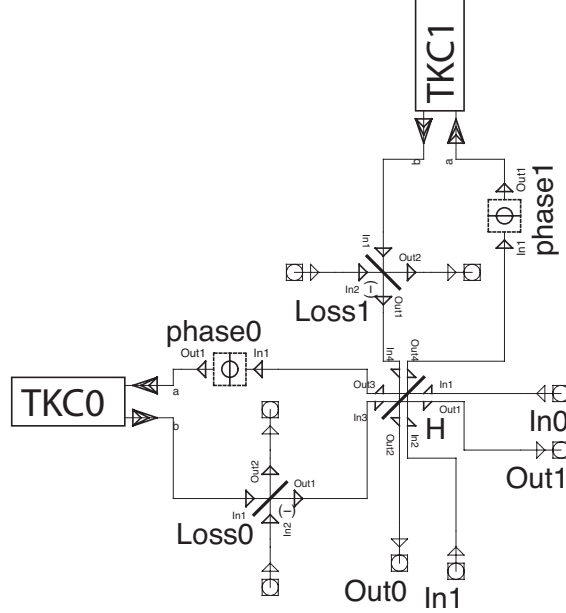 TKC1
b
a
Out1
phase1
In1
In1
Out2
In2
(−)
Out1
Loss1
phase0
Out1
In1
In4
Out4
TKC0
a
b
Out3
In1
In3
Out1
H
In0
Out2
In2
Out2
Out1
In1
(−)
In2
Loss0
Out1
Out0
In1